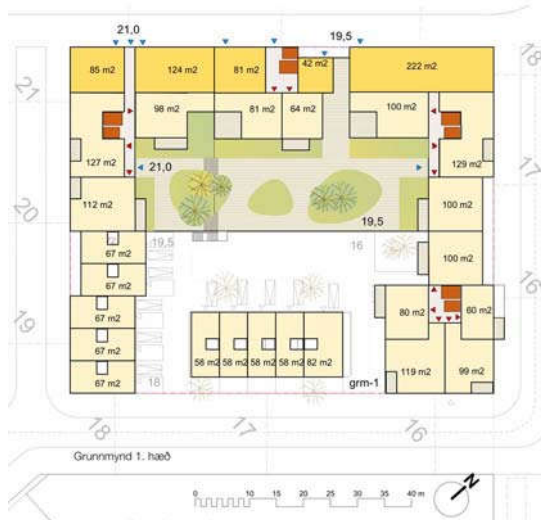 21,0
19,5
85 m2
124 m2
81 m2
42 m2
222 m2
18
21
98 m2
81 m2
64 m2
100 m2
127 m2
129 m2
21,0
17
112 m2
100 m2
19,5
20
19,5
16
67 m2
100 m2
67 m2
16
67 m2
80 m2
60 m2
19
67 m2
58 m2
58 m2
58 m2
58 m2
82 m2
119 m2
99 m2
67 m2
18
grm-1
18
17
16
Grunnmynd 1. hæð
N
0
10
15
20
25
30
35
40 m